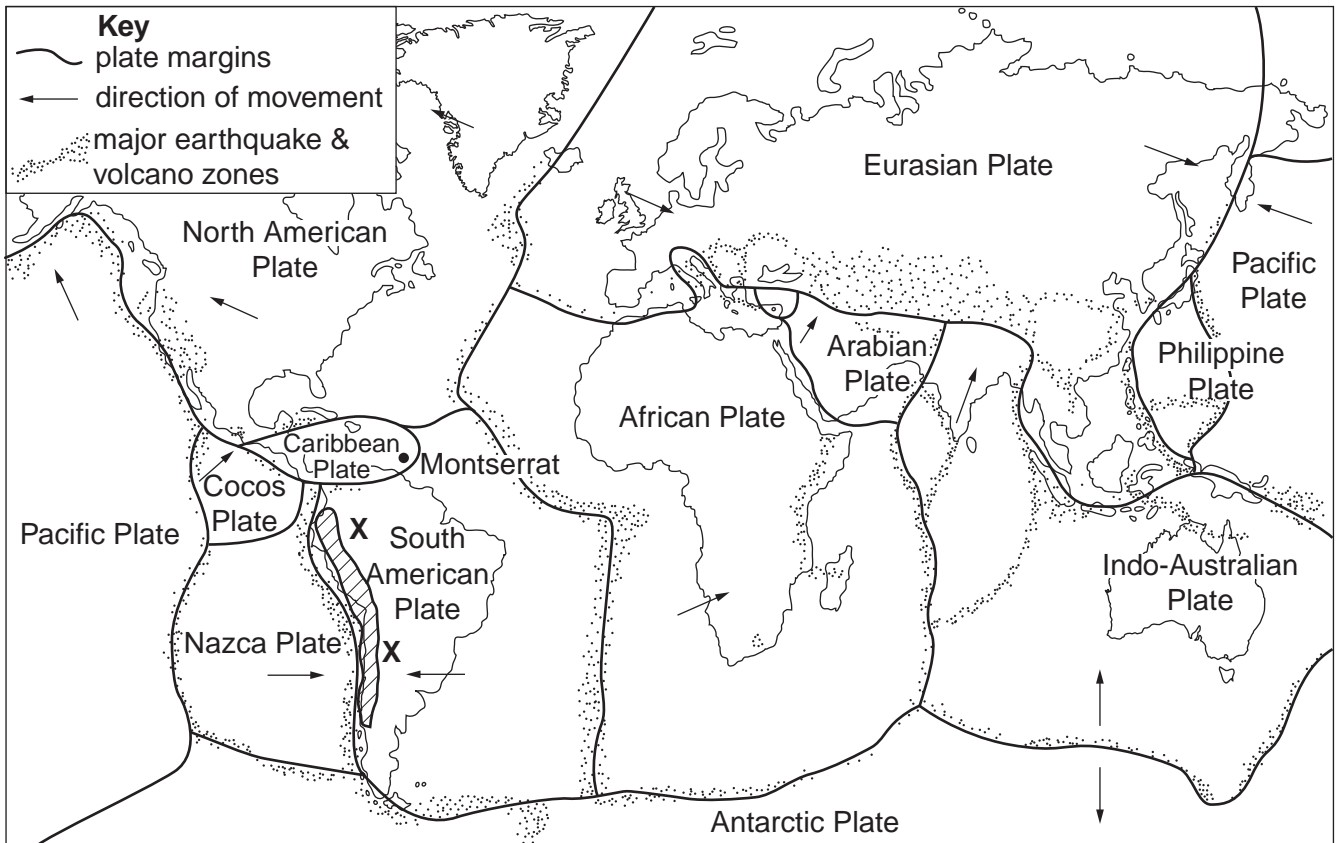 Key
plate margins
direction of movement
major earthquake &
volcano zones
Eurasian Plate
North American
Plate
Pacific
Plate
Arabian
Plate
Philippine
Plate
African Plate
Caribbean
Plate
Montserrat
Cocos
Plate
Pacific Plate
X
South
American
Plate
Indo-Australian
Plate
Nazca Plate
X
Antarctic Plate